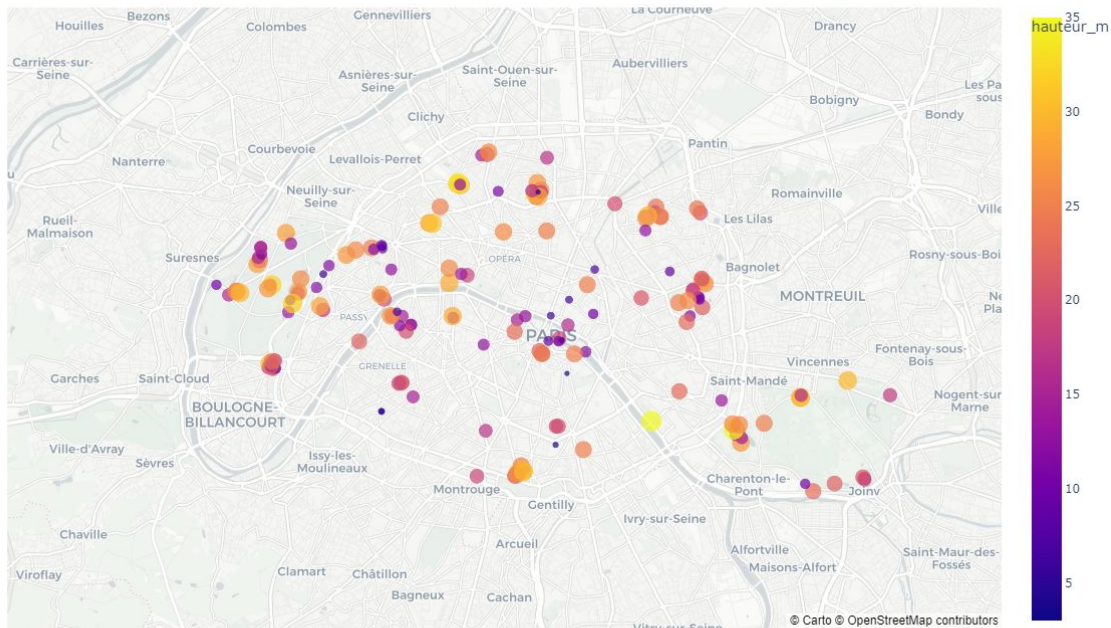 Bezons
Gennevilliers
La Courneuve
Houilles
Colombes
Drancy
Carrières-sur-
Seine
Asnières-sur-
Seine
Saint-Ouen-sur-
Seine
Aubervilliers
Bobigny
Bondy
Clichy
Nanterre
Courbevoie
Levallois-Perret
Pantin
Neuilly-sur-
Seine
Romainville
Rueil-
Malmaison
Les Lilas
Suresnes
OPÉRA
Bagnolet
Rosny-sous-Boi
MONTREUIL
PASSY
PARIS
Fontenay-sous-
Bois
Vincennes
GRENELLE
Garches
Saint-Cloud
Saint-Mandé
Nogent-sur-
Marne
BOULOGNE-
BILLANCOURT
Ville-d'Avray
Sèvres
Issy-les-
Moulineaux
Montrouge
Charenton-le-
Pont
Joinv
Gentilly
Ivry-sur-Seine
Chaville
Arcueil
Alfortville
Saint-Maur-des-
Fossés
Maisons-Alfort
Viroflay
Clamart
Châtillon
Bagneux
Cachan
Vitry-sur-Seine
© Carto © OpenStreetMap contributors
hauteur_m
35
30
25
20
15
10
5